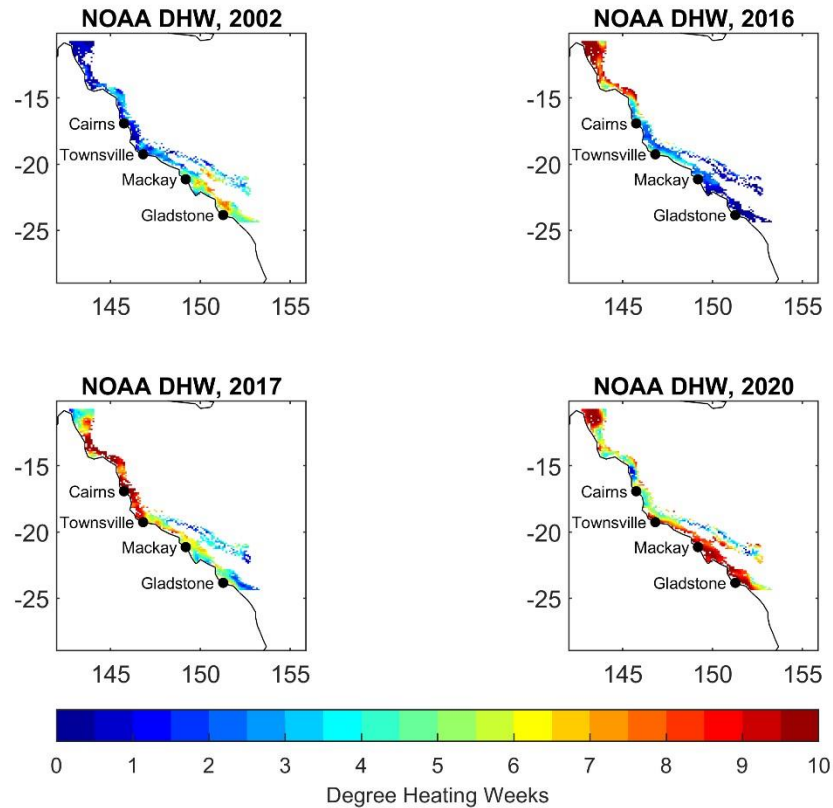 NOAA DHW, 2002
-15
-20
-25
Cairns
Townsville
Mackay
Gladstone
145
150
155
NOAA DHW, 2016
-15
-20
-25
Cairns
Townsville
Mackay
Gladstone
145
150
155
NOAA DHW, 2017
-15
-20
-25
Cairns
Townsville
Mackay
Gladstone
145
150
155
NOAA DHW, 2020
-15
-20
-25
Cairns
Townsville
Mackay
Gladstone
145
150
155
0 1 2 3 4 5 6 7 8 9 10
Degree Heating Weeks